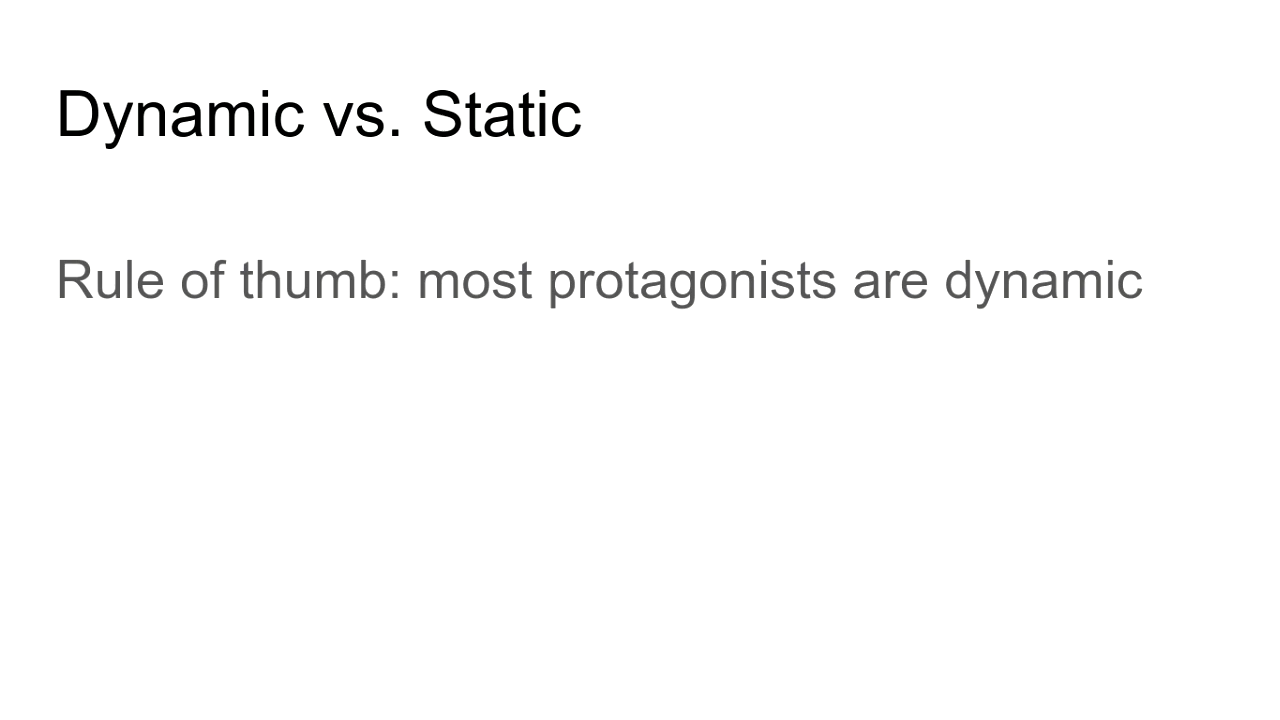 Dynamic vs. Static
Rule of thumb: most protagonists are dynamic